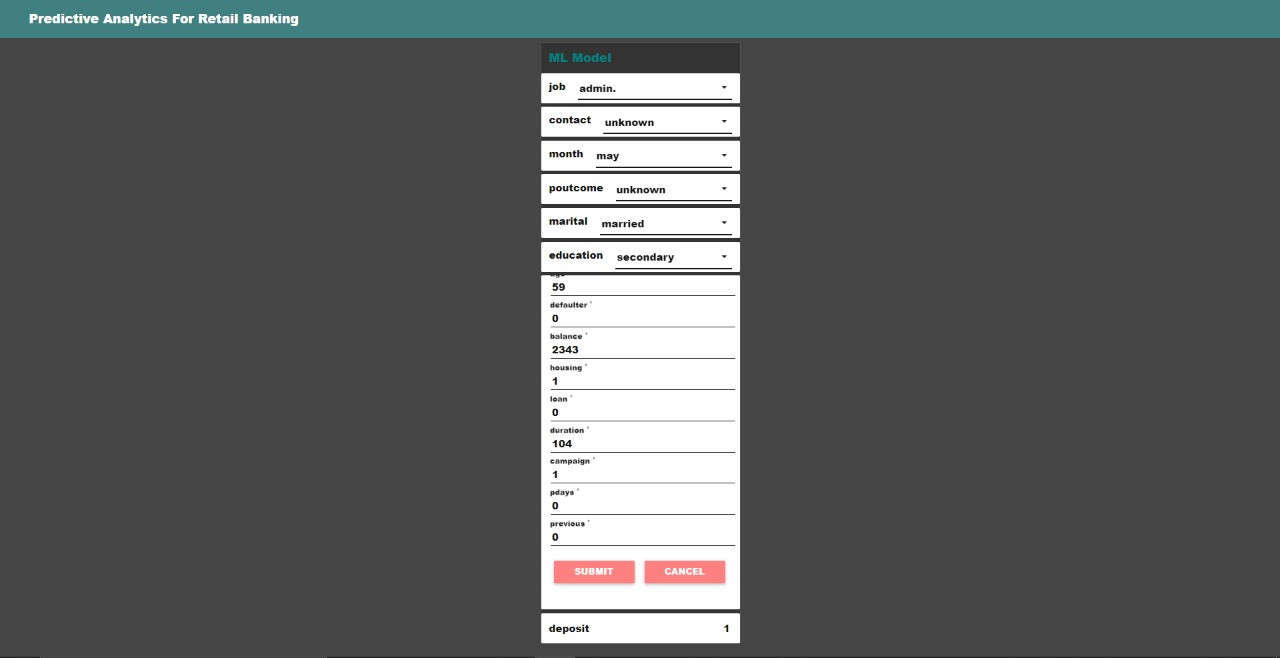 Predictive Analytics For Retail Banking
ML Model
job admin.
contact unknown
month may
poutcome unknown
marital married
education secondary
age
59
defaulter *
0
balance *
2343
housing *
1
loan *
0
duration *
104
campaign *
1
pdays *
0
previous *
0
SUBMIT CANCEL
deposit 1